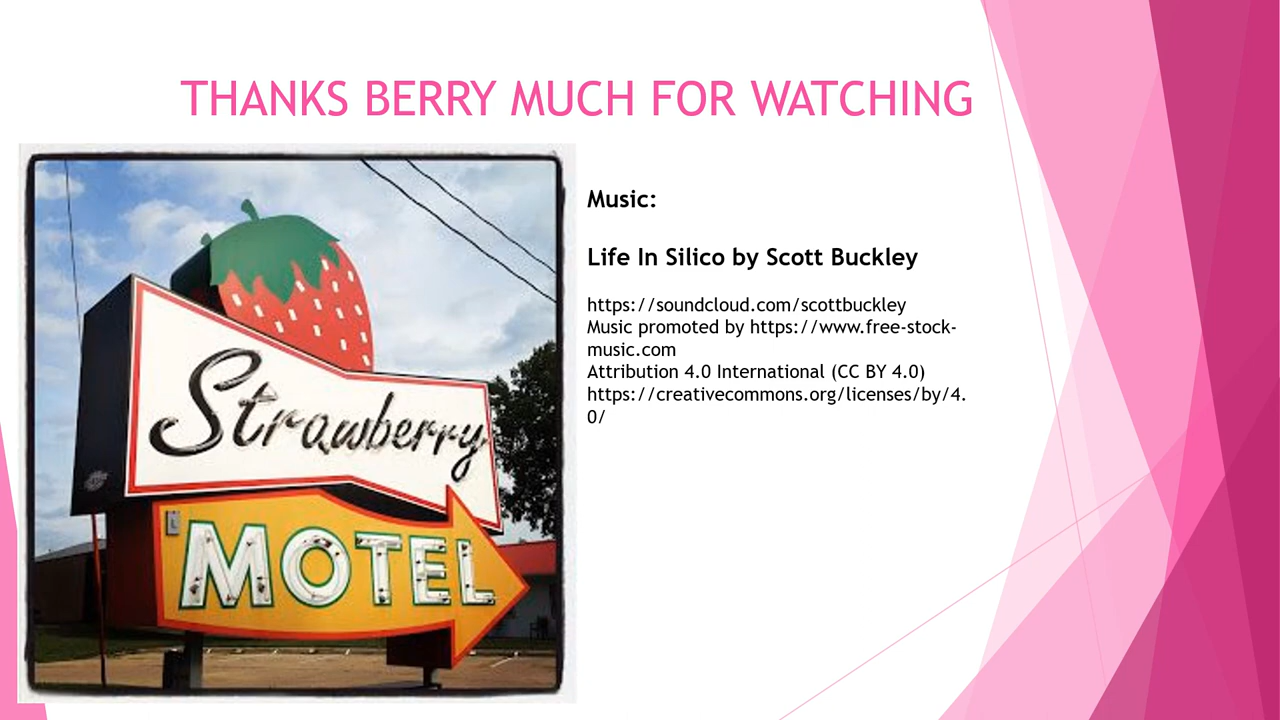 THANKS BERRY MUCH FOR WATCHING
Strawberry
MOTEL
Music:
Life In Silico by Scott Buckley
https://soundcloud.com/scottbuckley
Music promoted by https://www.free-stock-
music.com
Attribution 4.0 International (CC BY 4.0)
https://creativecommons.org/licenses/by/4.
0/